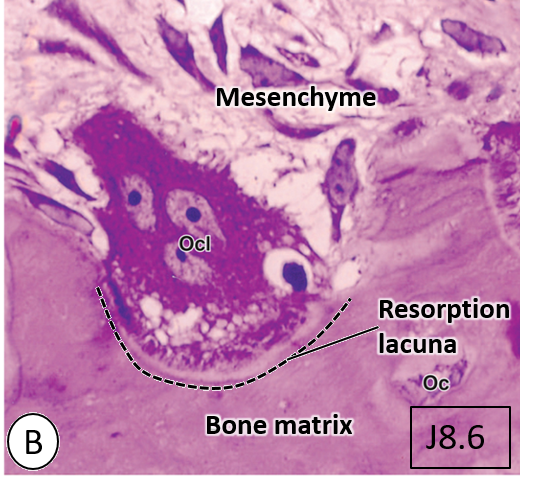 Mesenchyme
Ocl
Resorption
lacuna
Oc
Bone matrix
B
J8.6